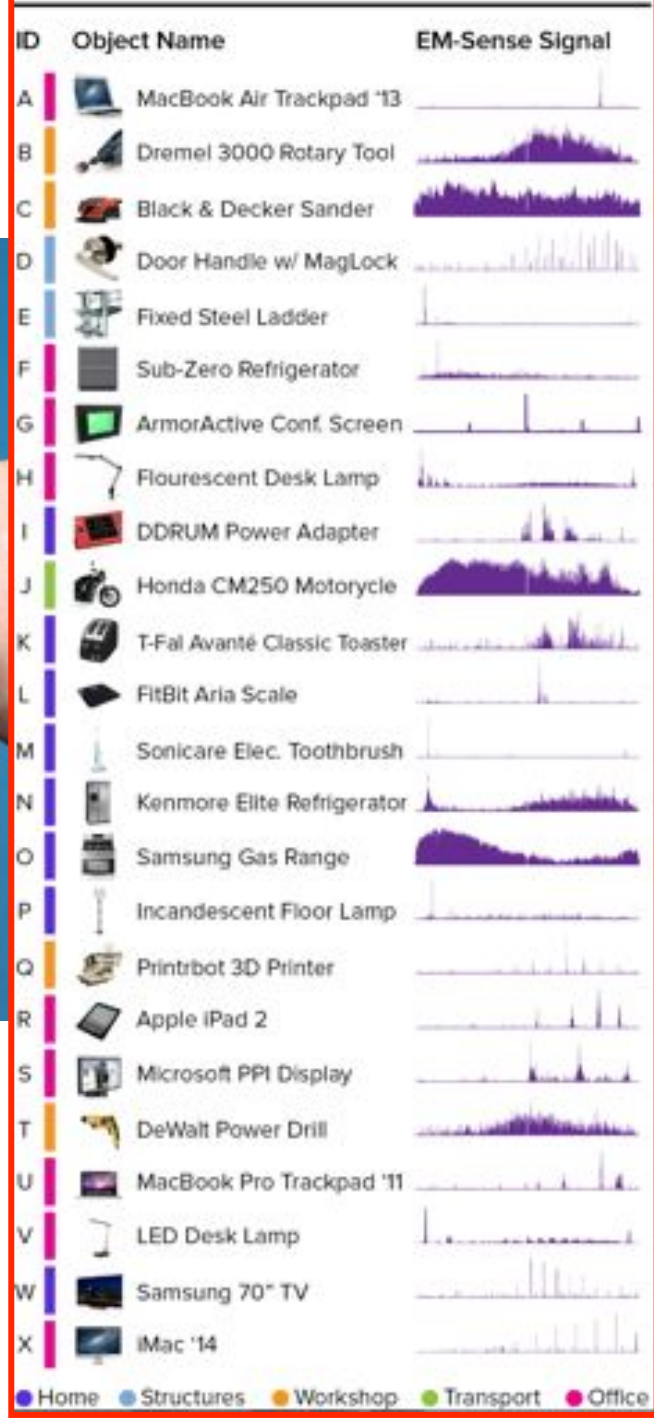 ID Object Name EM-Sense Signal
A MacBook Air Trackpad '13
B Dremel 3000 Rotary Tool
C Black & Decker Sander
D Door Handle w/ MagLock
E Fixed Steel Ladder
F Sub-Zero Refrigerator
G ArmorActive Conf. Screen
H Flourescent Desk Lamp
I DDRUM Power Adapter
J Honda CM250 Motorycle
K T-Fal Avanté Classic Toaster
L FitBit Aria Scale
M Sonicare Elec. Toothbrush
N Kenmore Elite Refrigerator
O Samsung Gas Range
P Incandescent Floor Lamp
Q Printrbot 3D Printer
R Apple iPad 2
S Microsoft PPI Display
T DeWalt Power Drill
U MacBook Pro Trackpad '11
V LED Desk Lamp
W Samsung 70" TV
X iMac '14
Home Structures Workshop Transport Office